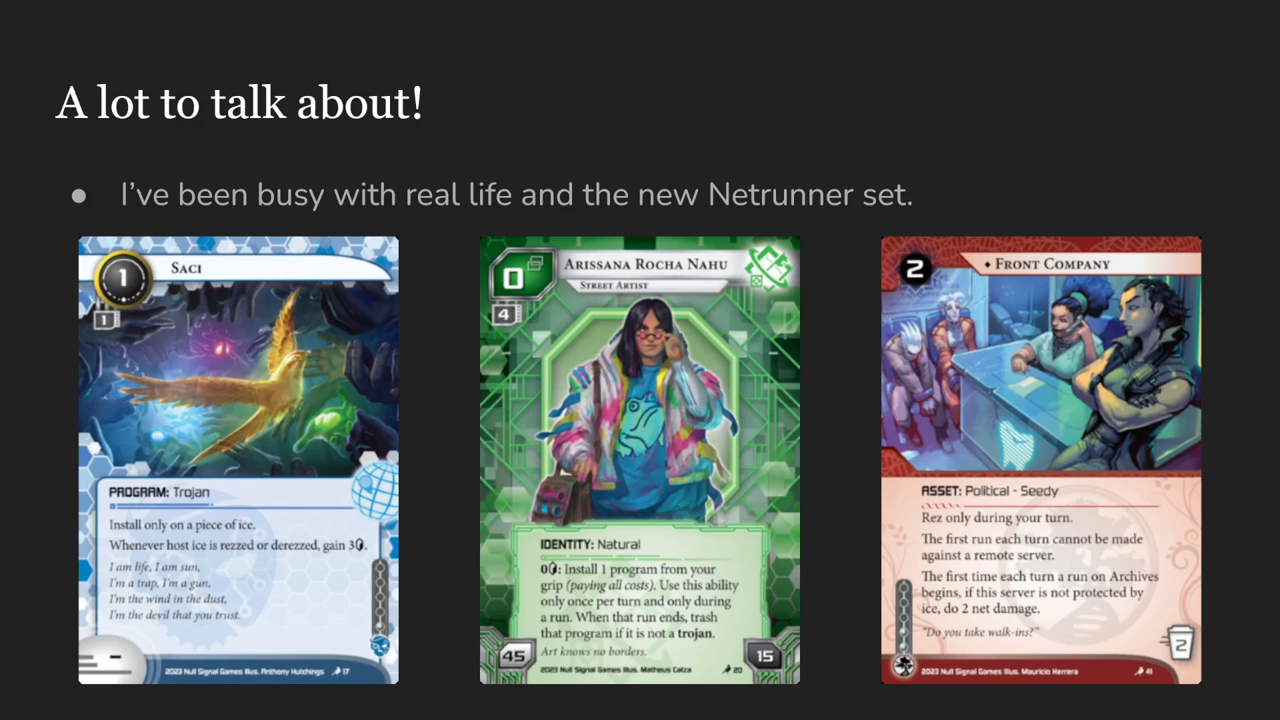 A lot to talk about!
● I've been busy with real life and the new Netrunner set.
1
SACI
1
PROGRAM: Trojan
Install only on a piece of ice.
Whenever host ice is rezzed or derezzed, gain 3.
I am life, I am sun,
I'm a trap, I'm a gun,
I'm the wind in the dust,
I'm the devil that you trust.
2023 Null Signal Games Illus. Anthony Hutchings 17
0
ARISSANA ROCHA NAHU
STREET ARTIST
4
IDENTITY: Natural
0: Install 1 program from your
grip (paying all costs). Use this ability
only once per turn and only during
a run. When that run ends, trash
that program if it is not a trojan.
Art knows no borders.
45
15
2023 Null Signal Games Illus. Matheus Calza 20
2
♦ FRONT COMPANY
ASSET: Political - Seedy
Rez only during your turn.
The first run each turn cannot be made
against a remote server.
The first time each turn a run on Archives
begins, if this server is not protected by
ice, do 2 net damage.
"Do you take walk-ins?"
2
2023 Null Signal Games Illus. Mauricio Herrera